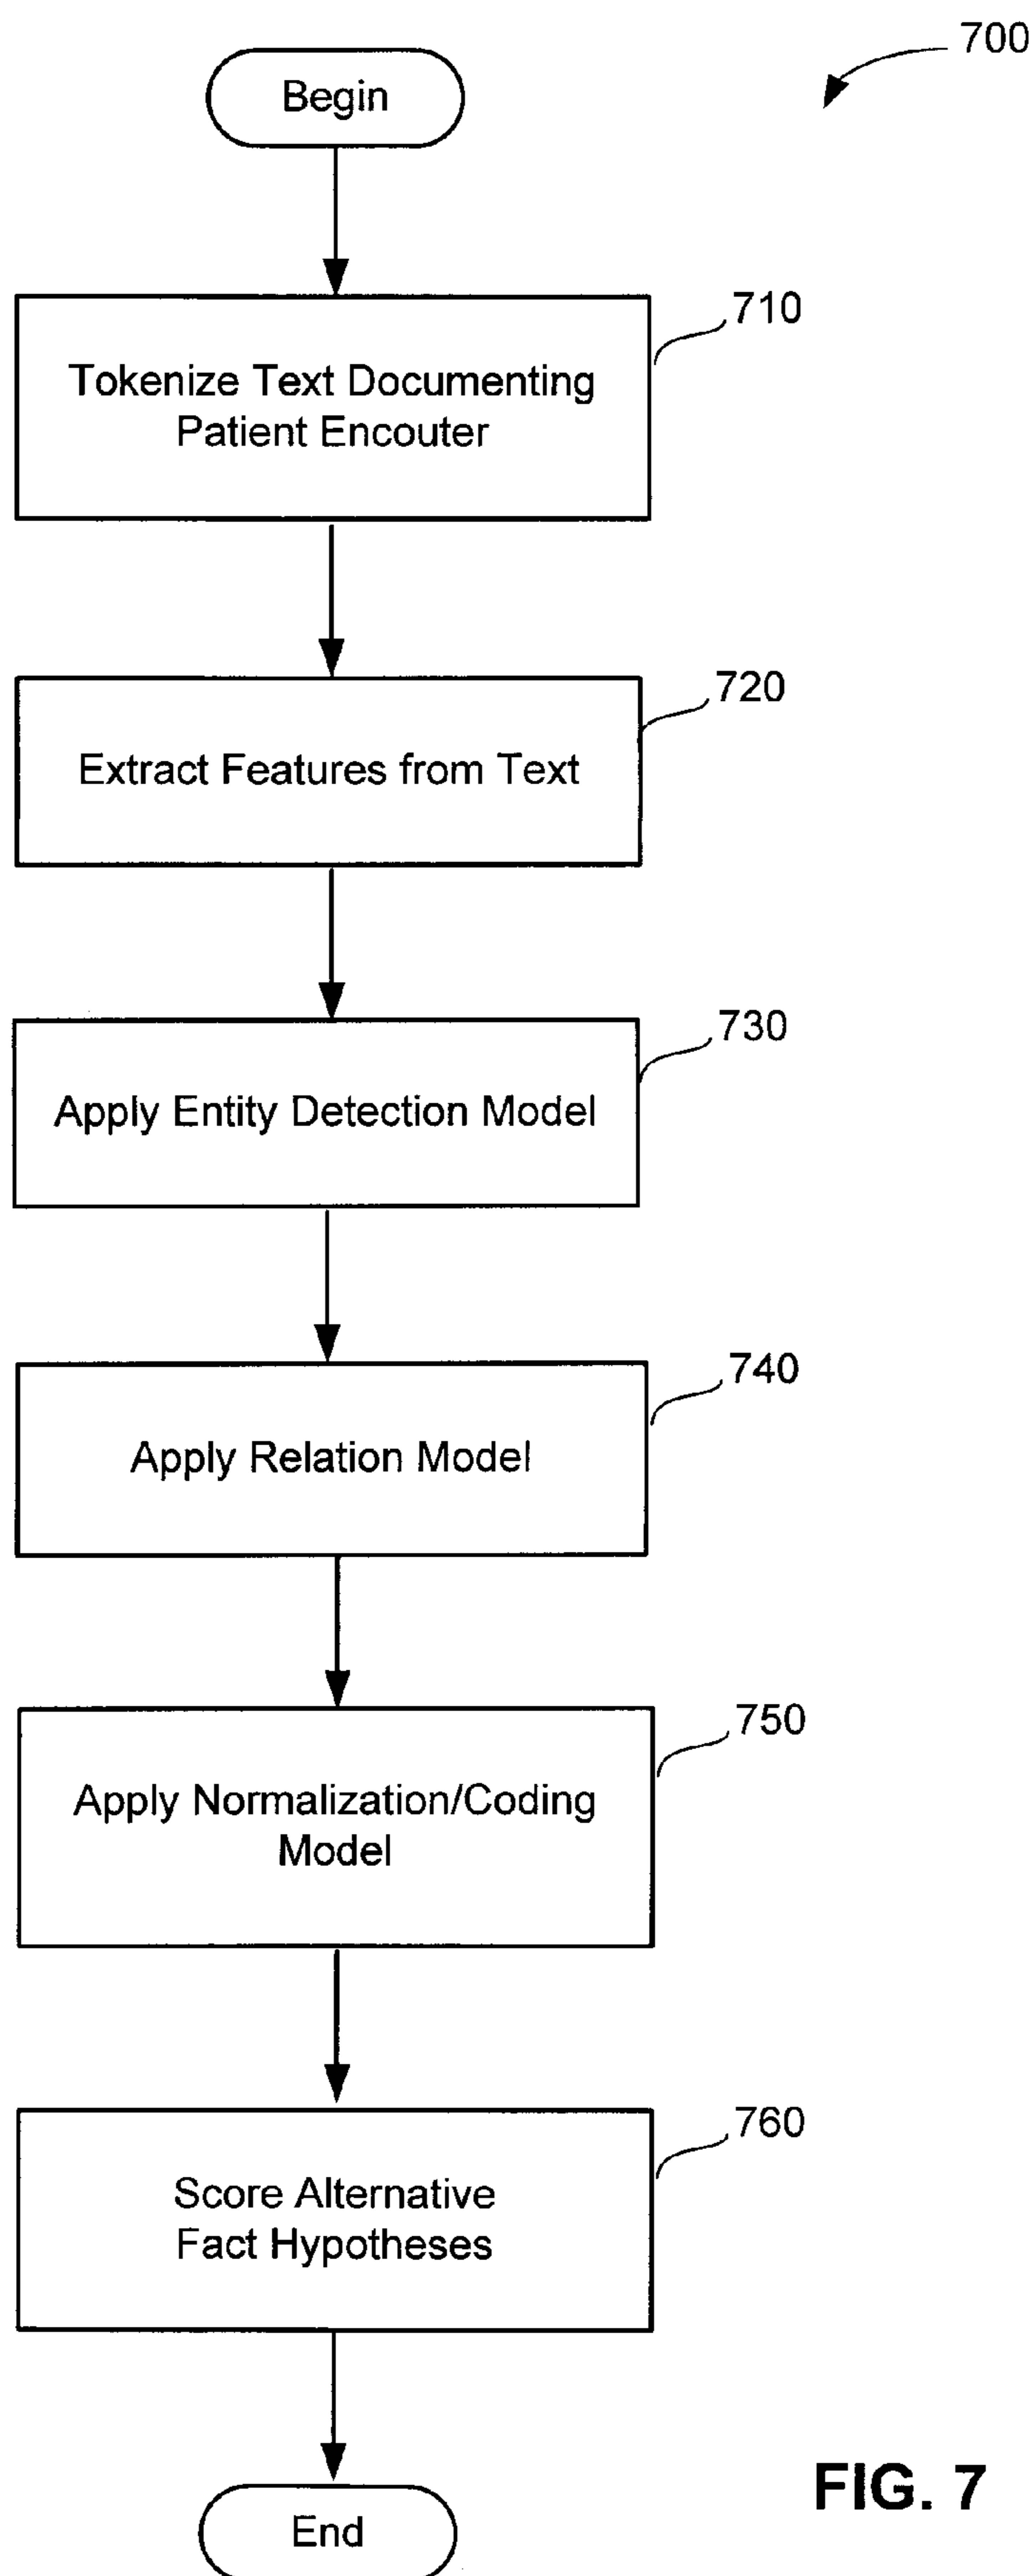 700
Begin
710
Tokenize Text Documenting
Patient Encouter
720
Extract Features from Text
730
Apply Entity Detection Model
740
Apply Relation Model
750
Apply Normalization/Coding
Model
760
Score Alternative
Fact Hypotheses
End
FIG. 7